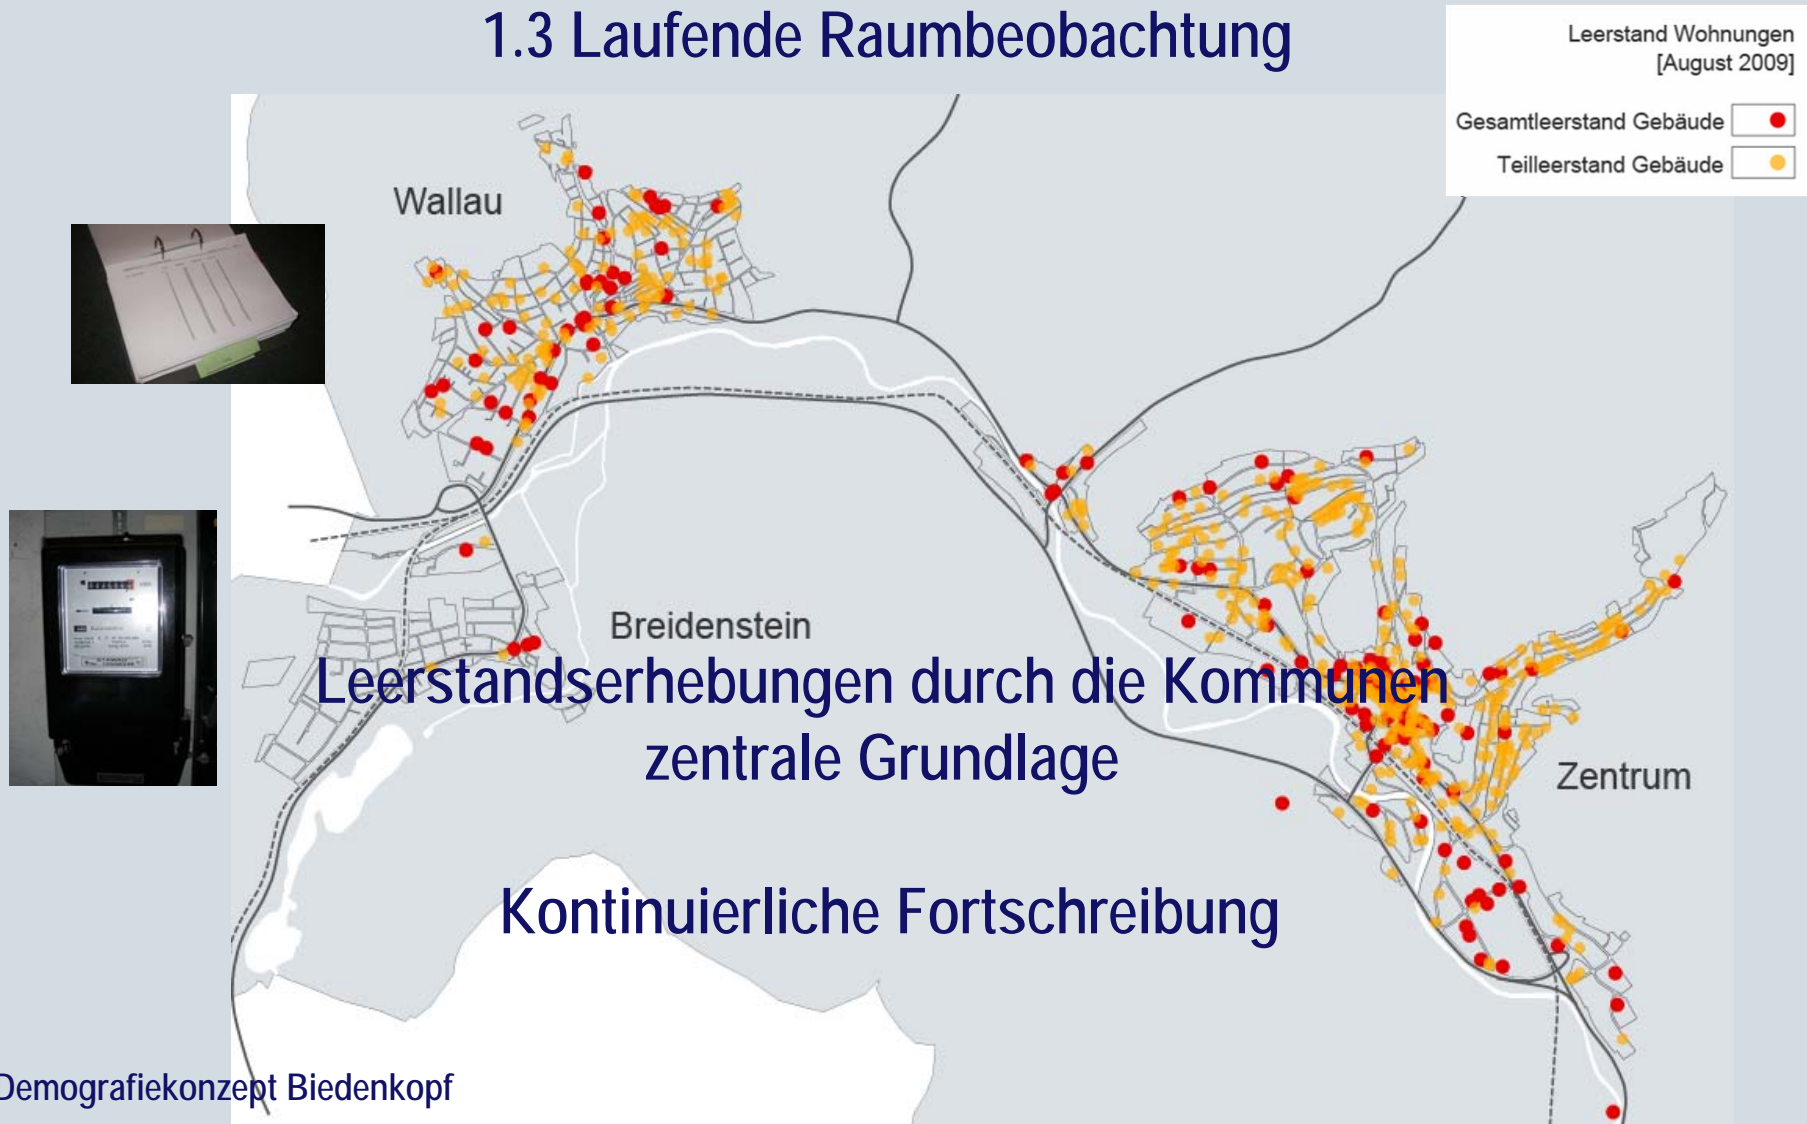 1.3 Laufende Raumbeobachtung
Leerstand Wohnungen
[August 2009]
Gesamtleerstand Gebäude
Teilleerstand Gebäude
Wallau
Breidenstein
Leerstandserhebungen durch die Kommunen
zentrale Grundlage
Zentrum
Kontinuierliche Fortschreibung
Demografiekonzept Biedenkopf